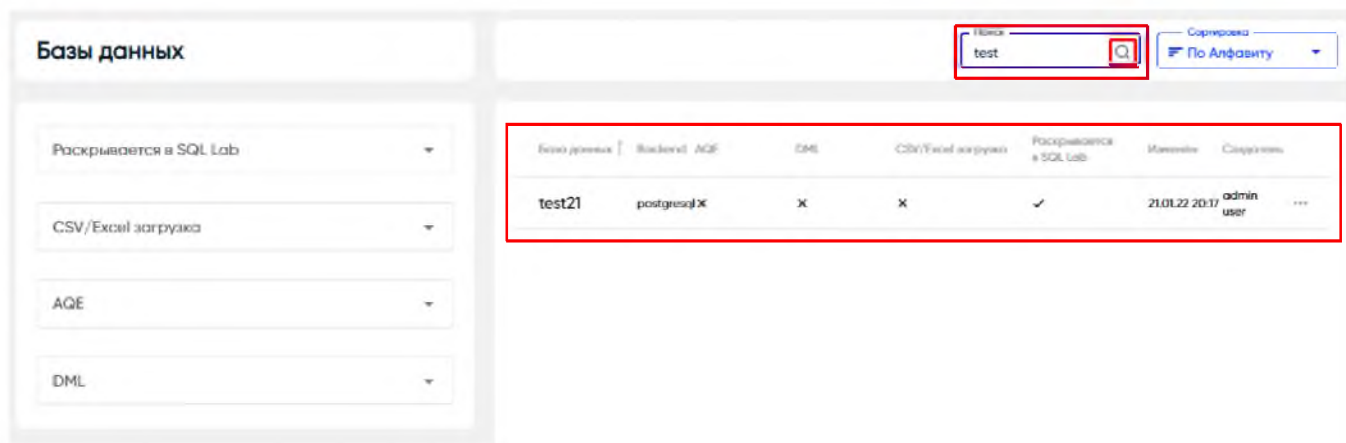 Базы данных
Поиск
test
Сортировка
По Алфавиту
Раскрывается в SQL Lab
CSV/Excel загрузка
AQE
DML
База данных Backend AQE DML CSV/Excel загрузка Раскрывается в SQL Lab Изменён Создатель
test21 postgresql × × × ✓ 21.01.22 20:17 admin user ...